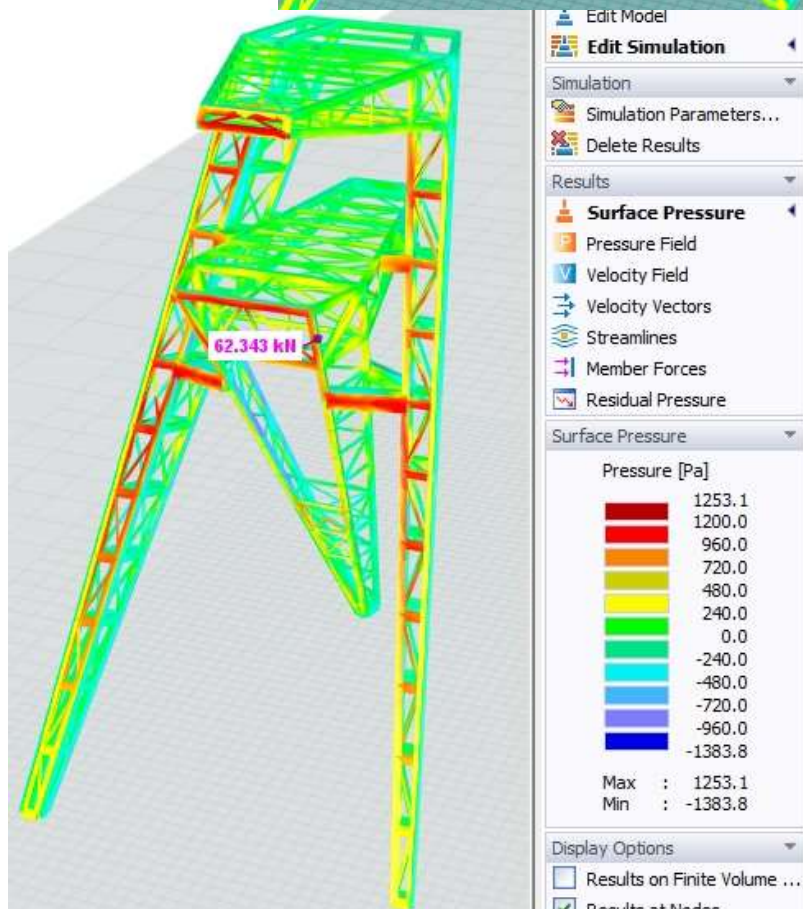 Edit Model
Edit Simulation
Simulation
Simulation Parameters...
Delete Results
Results
Surface Pressure
P Pressure Field
V Velocity Field
Velocity Vectors
Streamlines
Member Forces
Residual Pressure
62.343 kN
Surface Pressure
Pressure [Pa]
1253.1
1200.0
960.0
720.0
480.0
240.0
0.0
-240.0
-480.0
-720.0
-960.0
-1383.8
Max : 1253.1
Min : -1383.8
Display Options
Results on Finite Volume ...
Results at Nodes